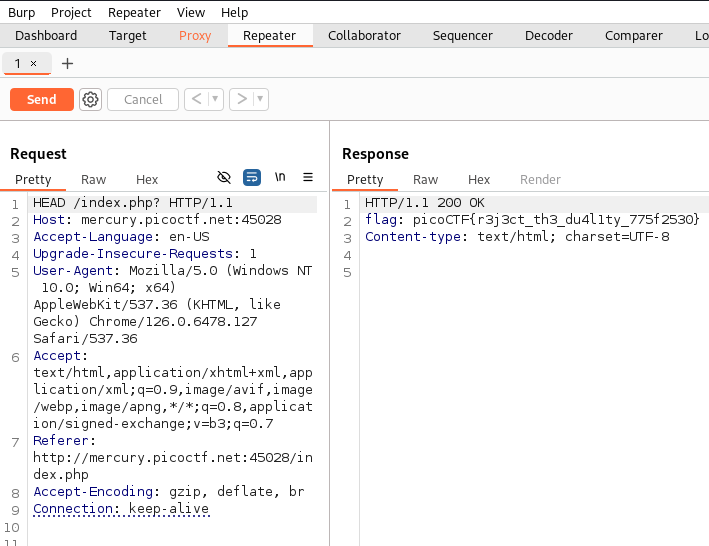 Burp Project Repeater View Help
Dashboard Target Proxy Repeater Collaborator Sequencer Decoder Comparer Lo
1 × +
Send Cancel < ▼ > ▼
Request
Pretty Raw Hex \n
1 HEAD /index.php? HTTP/1.1
2 Host: mercury.picoctf.net:45028
3 Accept-Language: en-US
4 Upgrade-Insecure-Requests: 1
5 User-Agent: Mozilla/5.0 (Windows NT
10.0; Win64; x64)
AppleWebKit/537.36 (KHTML, like
Gecko) Chrome/126.0.6478.127
Safari/537.36
6 Accept:
text/html,application/xhtml+xml,app
lication/xml;q=0.9,image/avif,image
/webp,image/apng,*/*;q=0.8,applicat
ion/signed-exchange;v=b3;q=0.7
7 Referer:
http://mercury.picoctf.net:45028/in
dex.php
8 Accept-Encoding: gzip, deflate, br
9 Connection: keep-alive
10
11
Response
Pretty Raw Hex Render
1 HTTP/1.1 200 OK
2 flag: picoCTF{r3j3ct_th3_du4l1ty_775f2530}
3 Content-type: text/html; charset=UTF-8
4
5